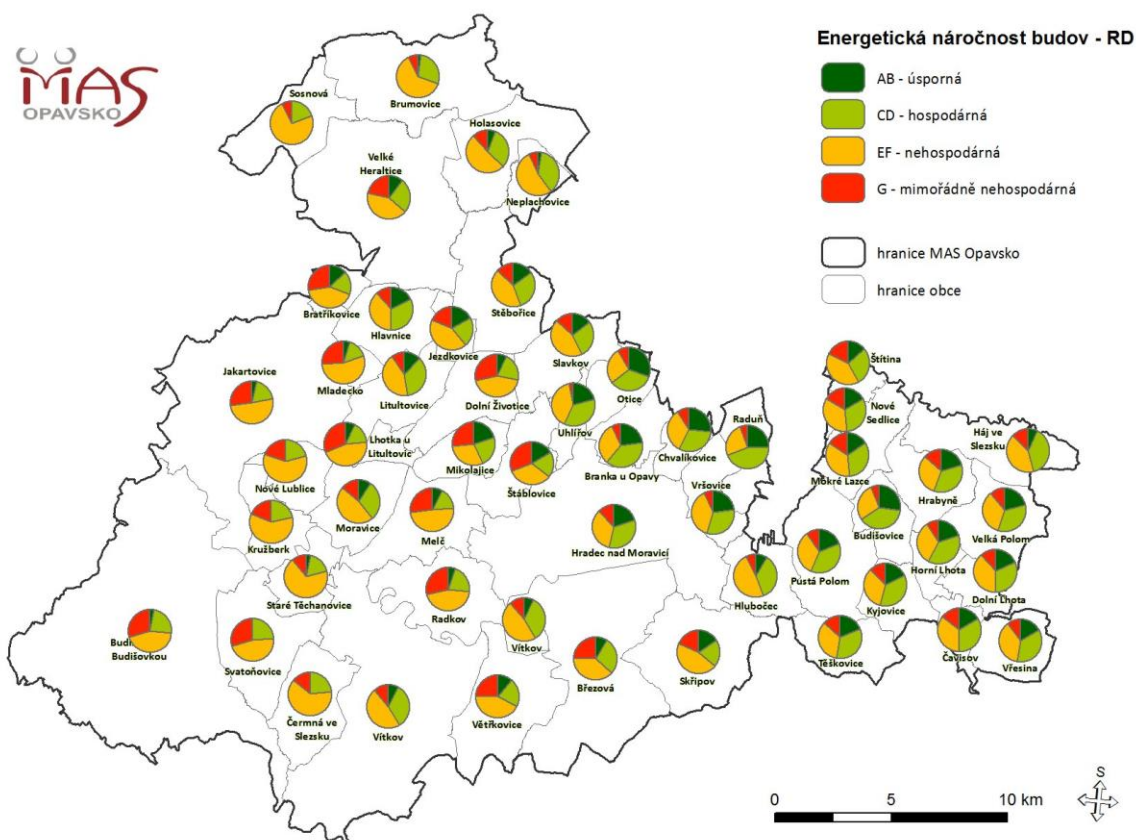 MAS
OPAVSKO
Energetická náročnost budov - RD
AB - úsporná
CD - hospodárná
EF - nehospodárná
G - mimořádně nehospodárná
hranice MAS Opavsko
hranice obce
Sosnová
Brumovice
Holasovice
Velké
Heraltice
Neplachovice
Bratříkovice
Hlavnice
Stěbořice
Jezdkovice
Slavkov
Štítina
Jakartovice
Mladecko
Litultovice
Dolní Životice
Otice
Nové
Sedlice
Uhlířov
Raduň
Háj ve
Slezsku
Lhotka u
Litultovic
Mikolajice
Štáblovice
Branka u Opavy
Chvalíkovice
Mokré Lazce
Hrabyně
Nové Lublice
Vršovice
Moravice
Melč
Budišovice
Velká Polom
Kružberk
Hradec nad Moravicí
Pustá Polom
Horní Lhota
Staré Těchanovice
Radkov
Hlubočec
Kyjovice
Dolní Lhota
Budi
Budišovkou
Svatoňovice
Vítkov
Březová
Skřipov
Těškovice
Čavisov
Vřesina
Čermná ve
Slezsku
Vítkov
Větřkovice
0
10 km
S